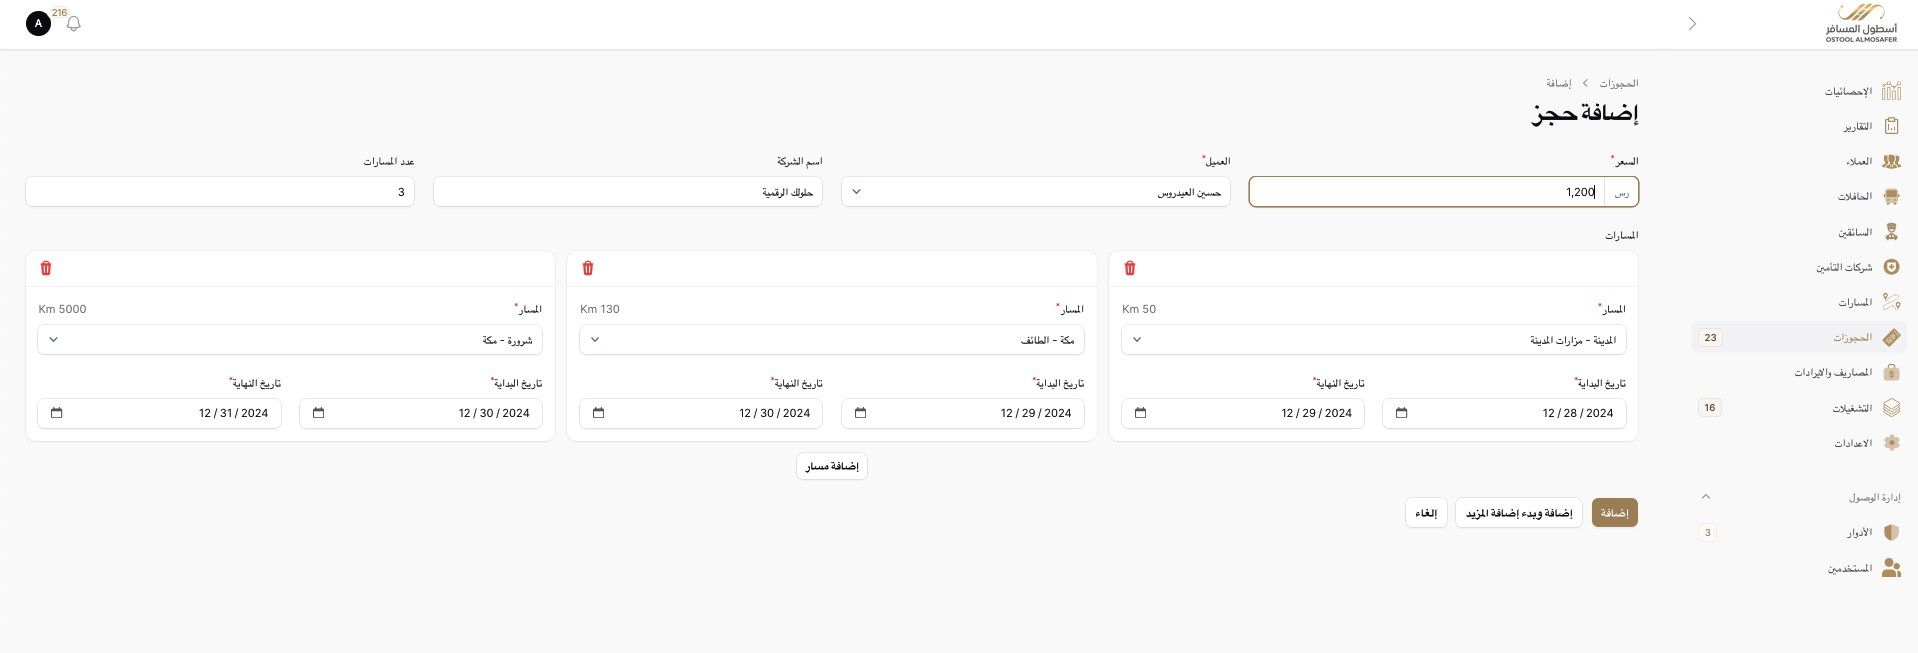 أسطول المسافر
OSTOOL ALMOSAFER
216
A
الإحصائيات
التقارير
العملاء
الحافلات
السائقين
شركات التأمين
المسارات
الحجوزات
23
المصاريف والايرادات
التشغيلات
16
الاعدادات
إدارة الوصول
الأدوار
3
المستخدمين
الحجوزات
إضافة
إضافة حجز
السعر*
رس
1,200
العميل*
حسين العيدروس
اسم الشركة
حلولك الرقمية
عدد المسارات
3
المسارات
المسار*
Km 50
المدينة - مزارات المدينة
تاريخ البداية*
تاريخ النهاية*
12 / 28 / 2024
12 / 29 / 2024
المسار*
Km 130
مكة - الطائف
تاريخ البداية*
تاريخ النهاية*
12 / 29 / 2024
12 / 30 / 2024
المسار*
Km 5000
شرورة - مكة
تاريخ البداية*
تاريخ النهاية*
12 / 30 / 2024
12 / 31 / 2024
إضافة مسار
إضافة
إضافة وبدء إضافة المزيد
إلغاء